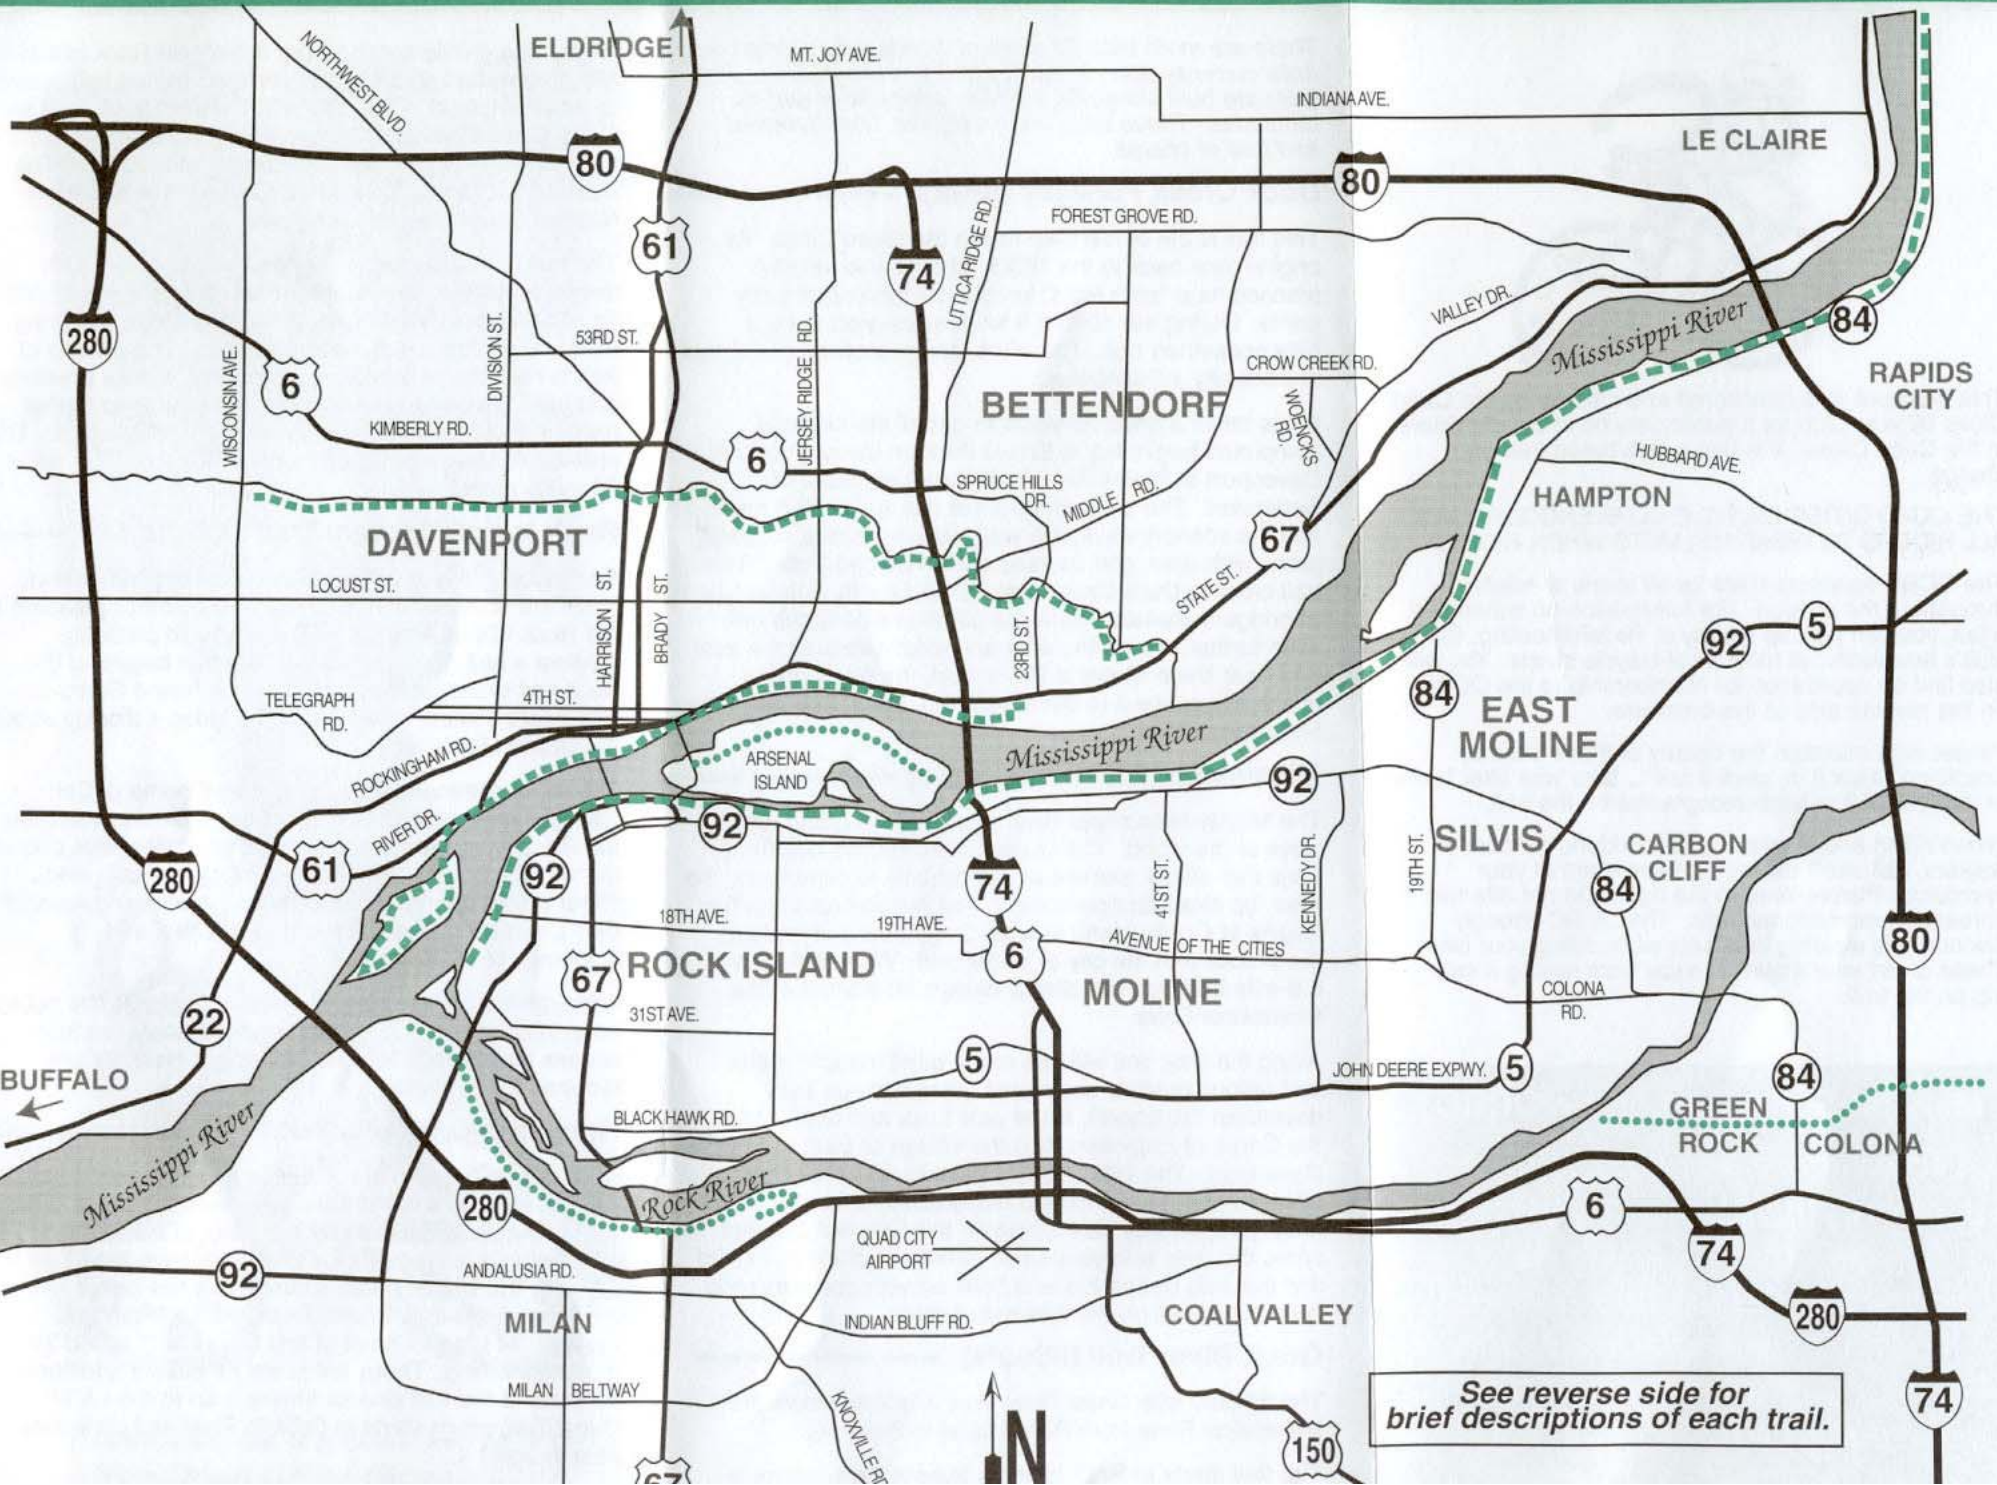 ELDRIDGE
NORTHWEST BLVD.
MT. JOY AVE.
INDIANA AVE.
LE CLAIRE
80
80
61
FOREST GROVE RD.
UTTICA RIDGE RD.
74
280
VALLEY DR.
Mississippi River
84
53RD ST.
DIVISION ST.
WISCONSIN AVE.
JERSEY RIDGE RD.
CROW CREEK RD.
RAPIDS
CITY
6
BETTENDORF
WOENCKS
RD.
KIMBERLY RD.
6
HUBBARD AVE.
SPRUCE HILLS
DR.
MIDDLE RD.
HAMPTON
67
DAVENPORT
LOCUST ST.
HARRISON ST.
BRADY ST.
STATE ST.
23RD ST.
92
5
84
TELEGRAPH
RD.
4TH ST.
EAST
MOLINE
ROCKINGHAM RD.
ARSENAL
ISLAND
Mississippi River
92
92
RIVER DR.
SILVIS
CARBON
CLIFF
280
61
92
74
84
41ST ST.
KENNEDY DR.
19TH ST.
18TH AVE.
19TH AVE.
6
AVENUE OF THE CITIES
80
67
ROCK ISLAND
MOLINE
COLONA
RD.
22
31ST AVE.
5
JOHN DEERE EXPWY.
5
84
BUFFALO
BLACK HAWK RD.
GREEN
ROCK
COLONA
Mississippi River
280
Rock River
6
QUAD CITY
AIRPORT
74
92
ANDALUSIA RD.
MILAN
INDIAN BLUFF RD.
COAL VALLEY
280
MILAN BELTWAY
KNOXVILLE RD.
N
See reverse side for
brief descriptions of each trail.
74
150
67